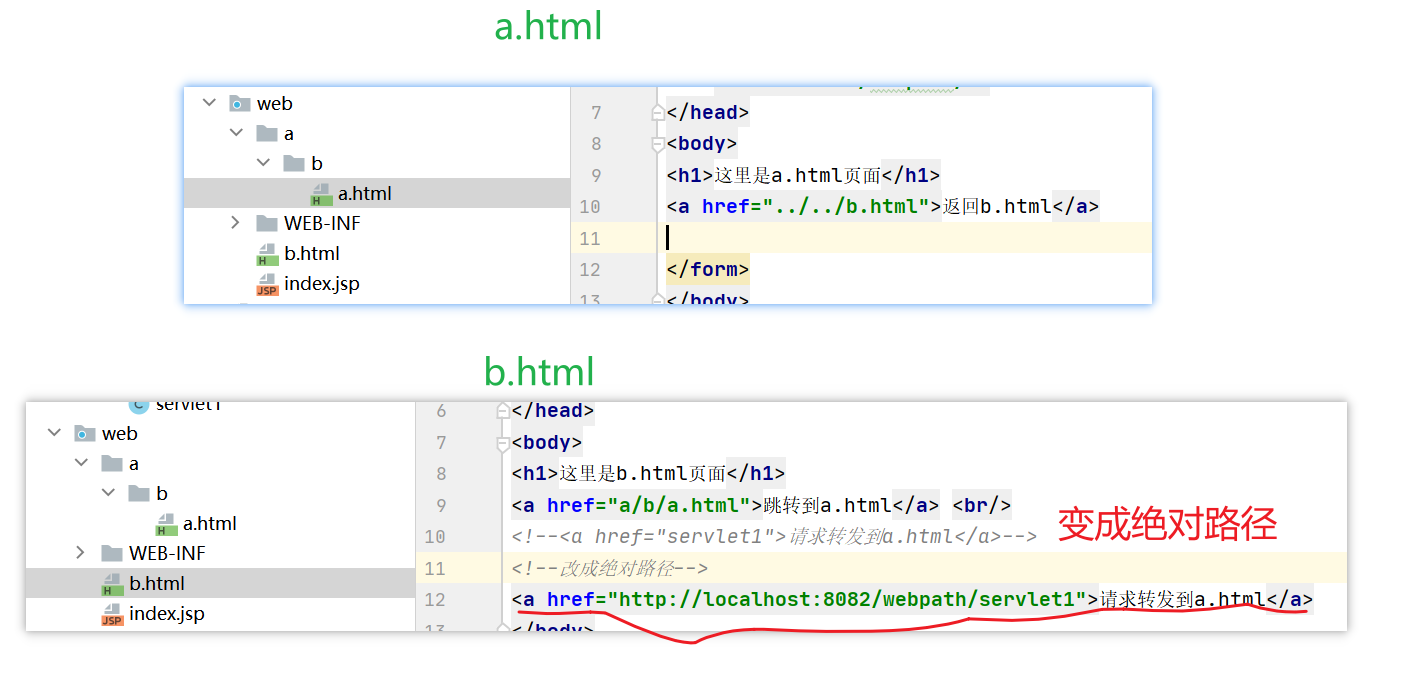 a.html
web
a
b
a.html
WEB-INF
b.html
index.jsp
7 </head>
8 <body>
9 <h1>这里是a.html页面</h1>
10 <a href="../../b.html">返回b.html</a>
11
12 </form>
13 </body>
b.html
servlet1
web
a
b
a.html
WEB-INF
b.html
index.jsp
6 </head>
7 <body>
8 <h1>这里是b.html页面</h1>
9 <a href="a/b/a.html">跳转到a.html</a> <br/>
10 <!--<a href="servlet1">请求转发到a.html</a>-->
变成绝对路径
11 <!--改成绝对路径-->
12 <a href="http://localhost:8082/webpath/servlet1">请求转发到a.html</a>
13 </body>